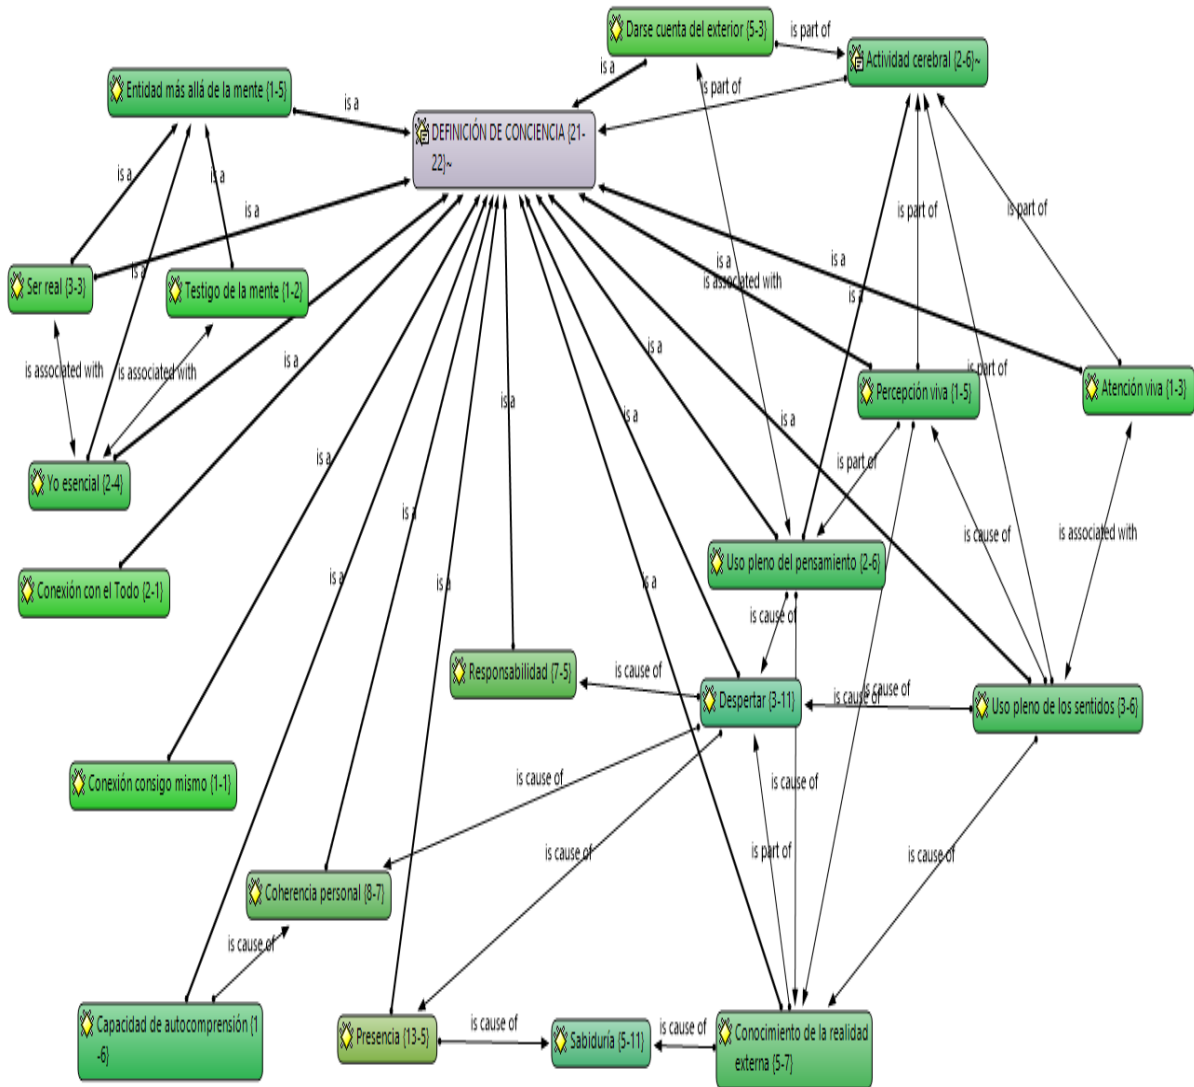 Darse cuenta del exterior {5-3}
is part of
Actividad cerebral {2-6}~
is a
is part of
Entidad más allá de la mente {1-5}
is a
DEFINICIÓN DE CONCIENCIA {21-
22}~
is a
is a
is a
is part of
is part of
Ser real {3-3}
is a
Testigo de la mente {1-2}
is a
is a
is associated with
is a
is a
is associated with
is associated with
is a
is a
is part of
Percepción viva {1-5}
Atención viva {1-3}
is a
is a
Yo esencial {2-4}
is a
is part of
is a
is cause of
is associated with
Uso pleno del pensamiento {2-6}
Conexión con el Todo {2-1}
is a
is a
is a
is cause of
Responsabilidad {7-5}
is cause of
Despertar {3-11}
is cause of
is cause of
Uso pleno de los sentidos {3-6}
Conexión consigo mismo {1-1}
is cause of
is cause of
is cause of
is part of
is cause of
Coherencia personal {8-7}
is cause of
Capacidad de autocomprensión {1
-6}
Presencia {13-5}
is cause of
Sabiduría {5-11}
is cause of
Conocimiento de la realidad
externa {5-7}